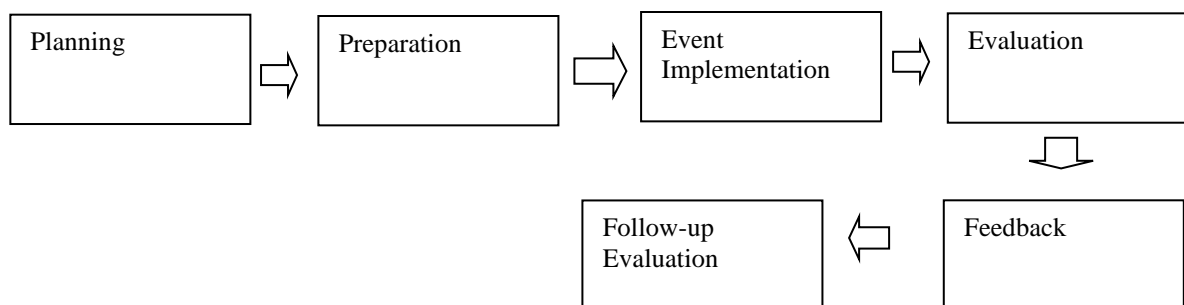 Planning
Preparation
Event
Implementation
Evaluation
Feedback
Follow-up
Evaluation